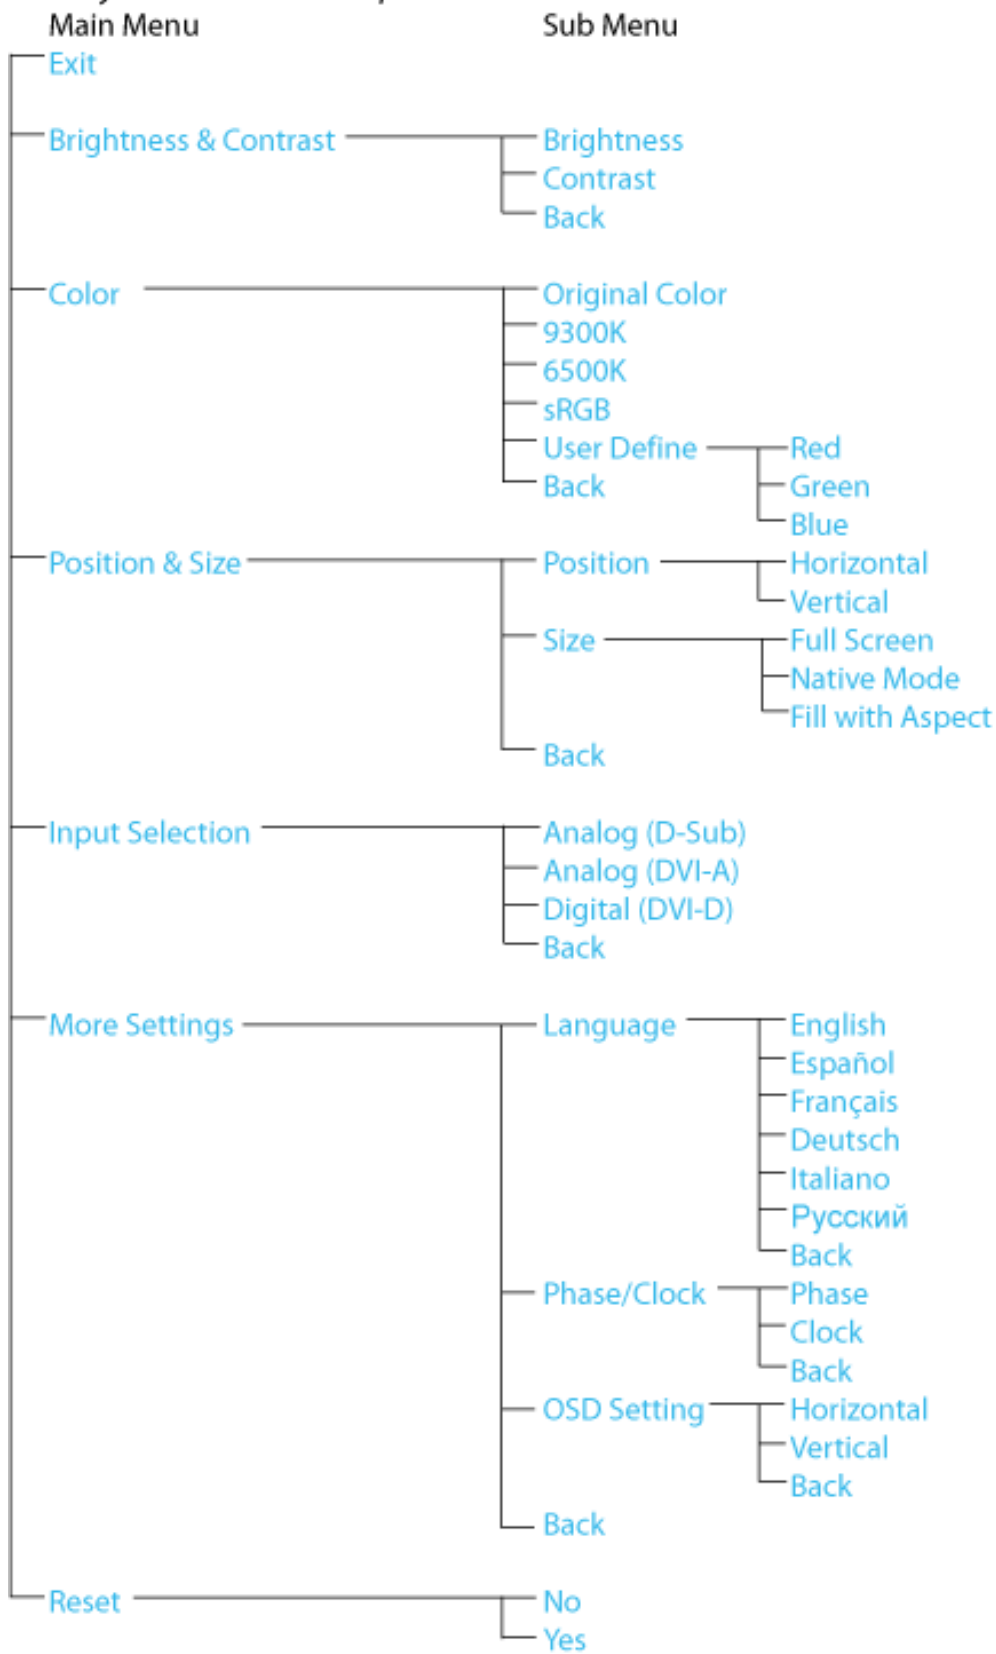 Main Menu Sub Menu
Exit
Brightness & Contrast Brightness
Contrast
Back
Color Original Color
9300K
6500K
sRGB
User Define Red
Back Green
Blue
Position & Size Position Horizontal
Vertical
Size Full Screen
Native Mode
Fill with Aspect
Back
Input Selection Analog (D-Sub)
Analog (DVI-A)
Digital (DVI-D)
Back
More Settings Language English
Español
Français
Deutsch
Italiano
Русский
Back
Phase/Clock Phase
Clock
Back
OSD Setting Horizontal
Vertical
Back
Back
Reset No
Yes